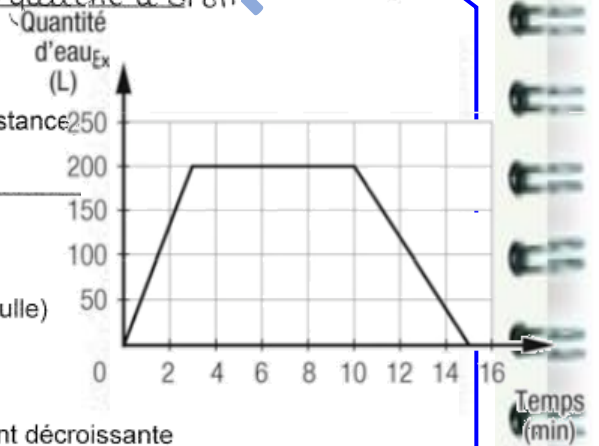 Quantité
d'eau
Ex
(L)
stance
250
200
150
100
50
ulle)
0 2 4 6 8 10 12 14 16
Temps
(min)
nt décroissante